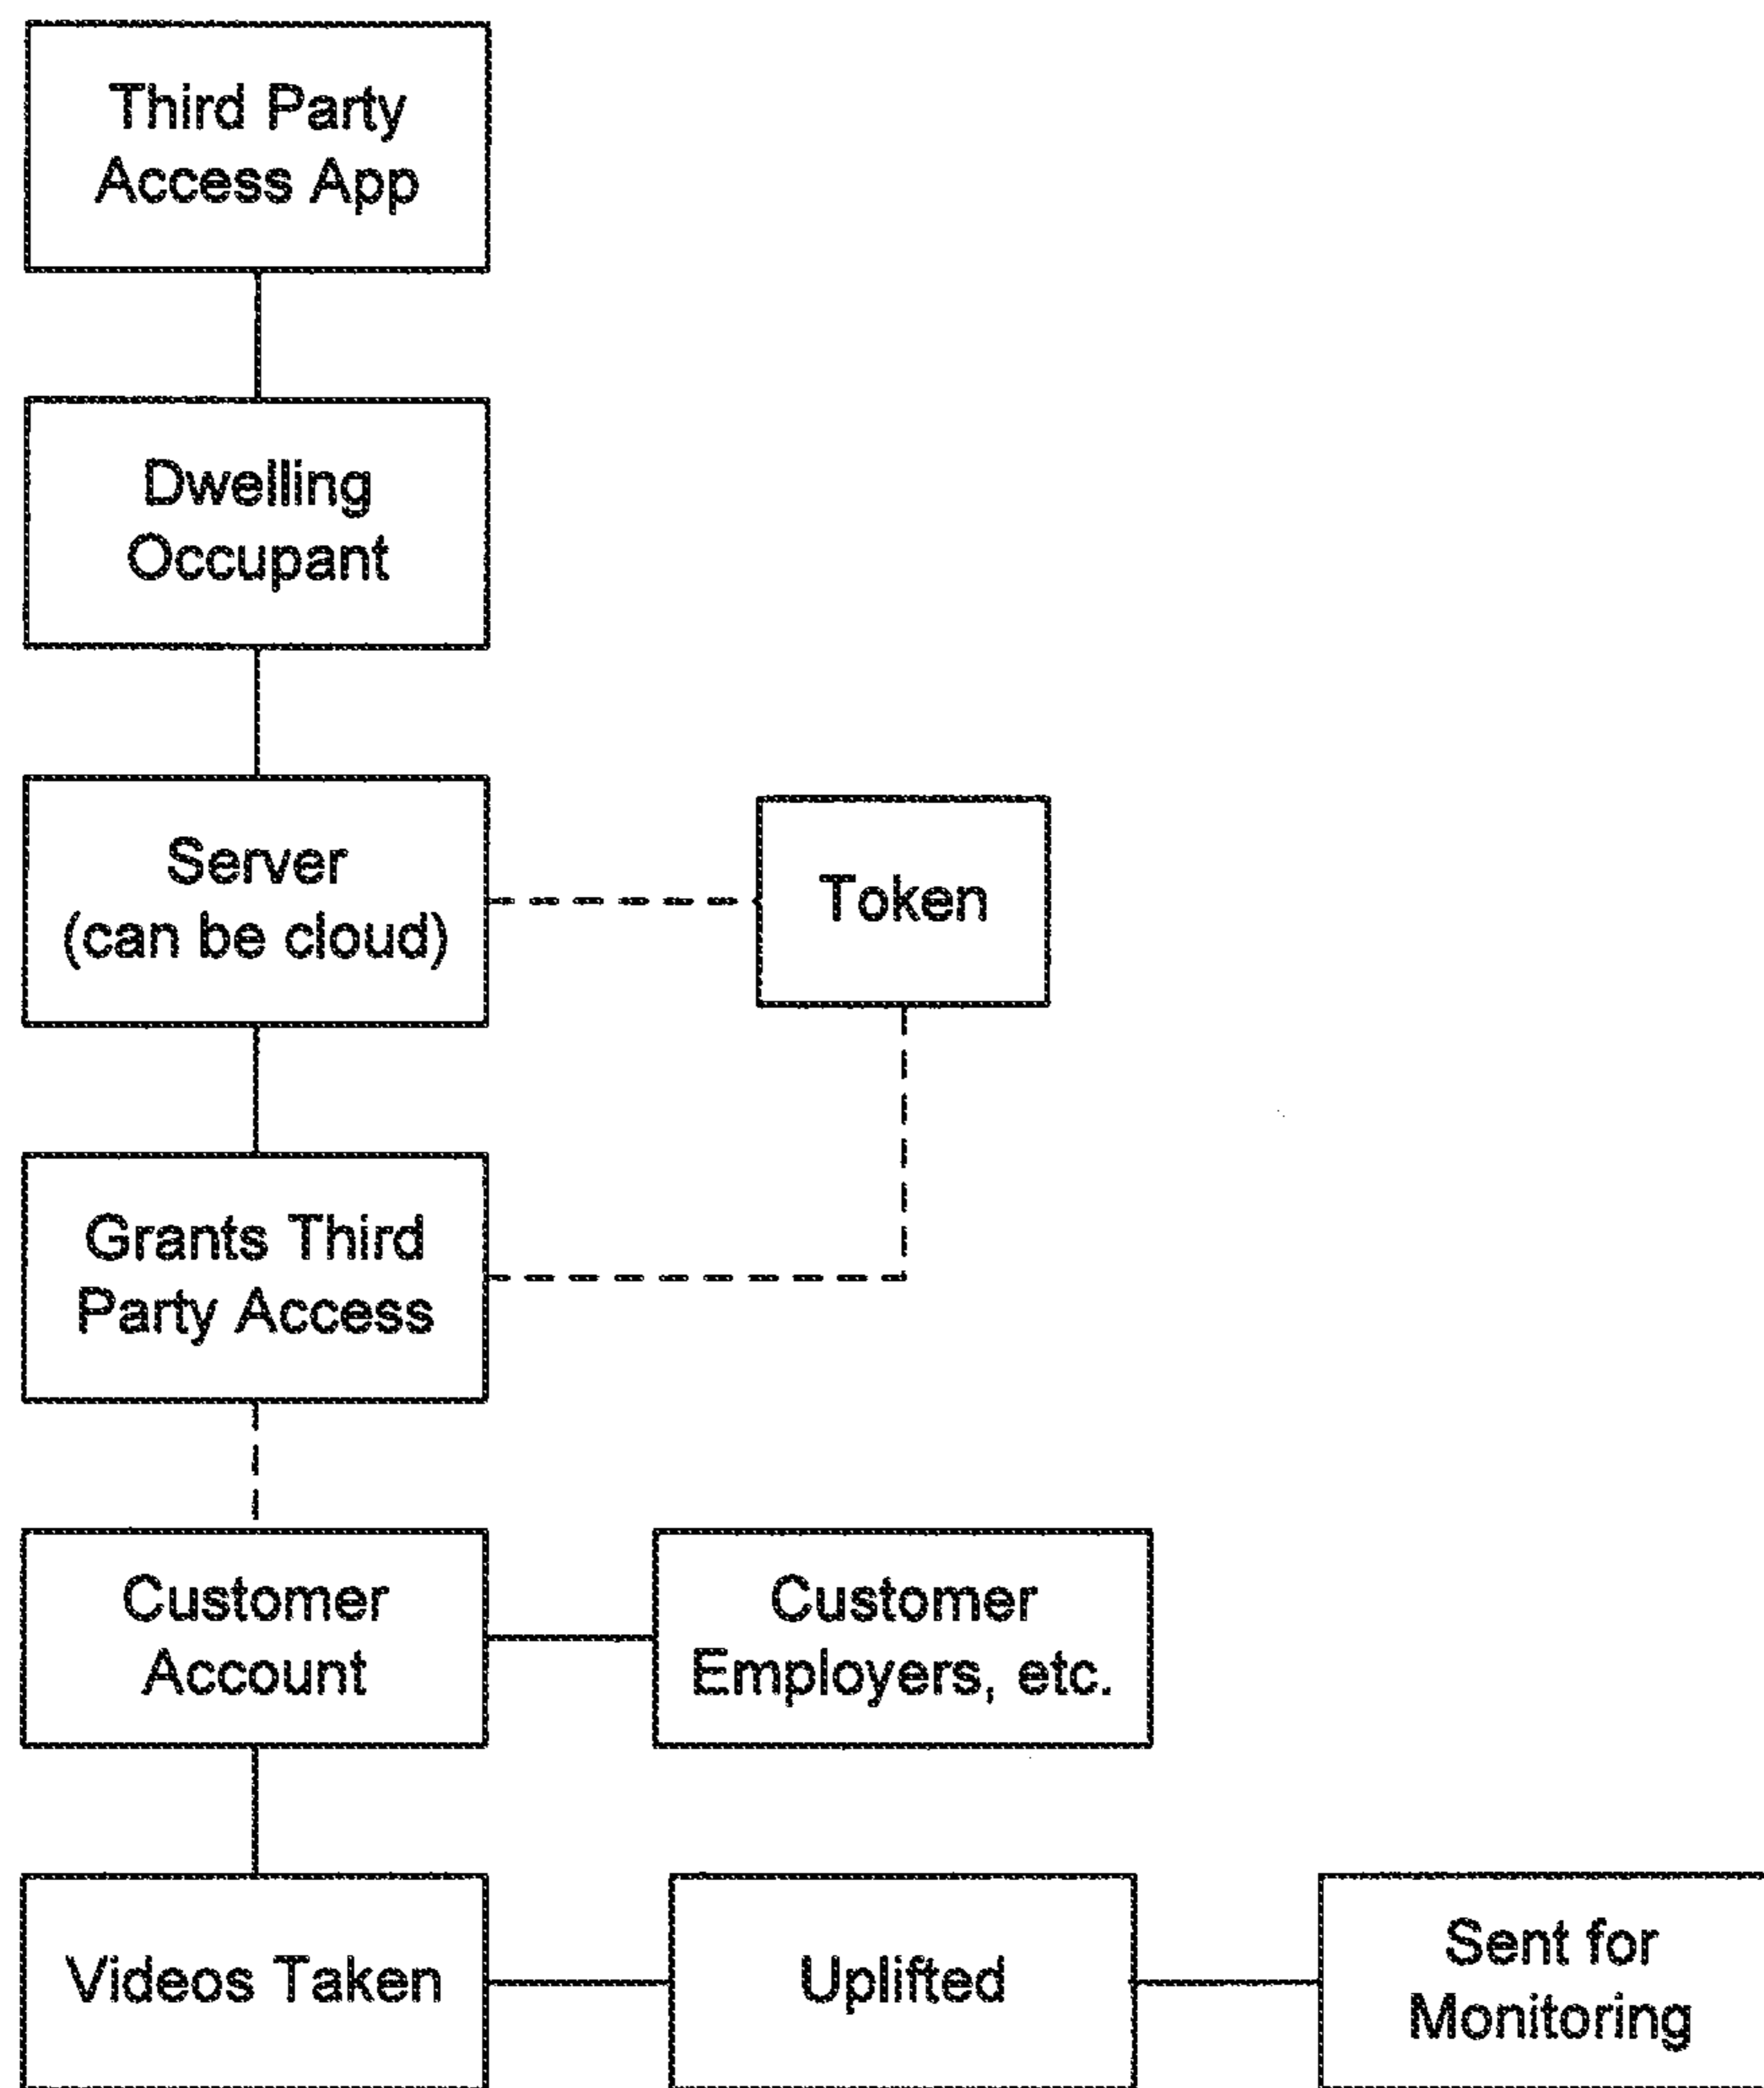 Third Party
Access App
Dwelling
Occupant
Server
(can be cloud)
Token
Grants Third
Party Access
Customer
Account
Customer
Employers, etc.
Videos Taken
Uplifted
Sent for
Monitoring